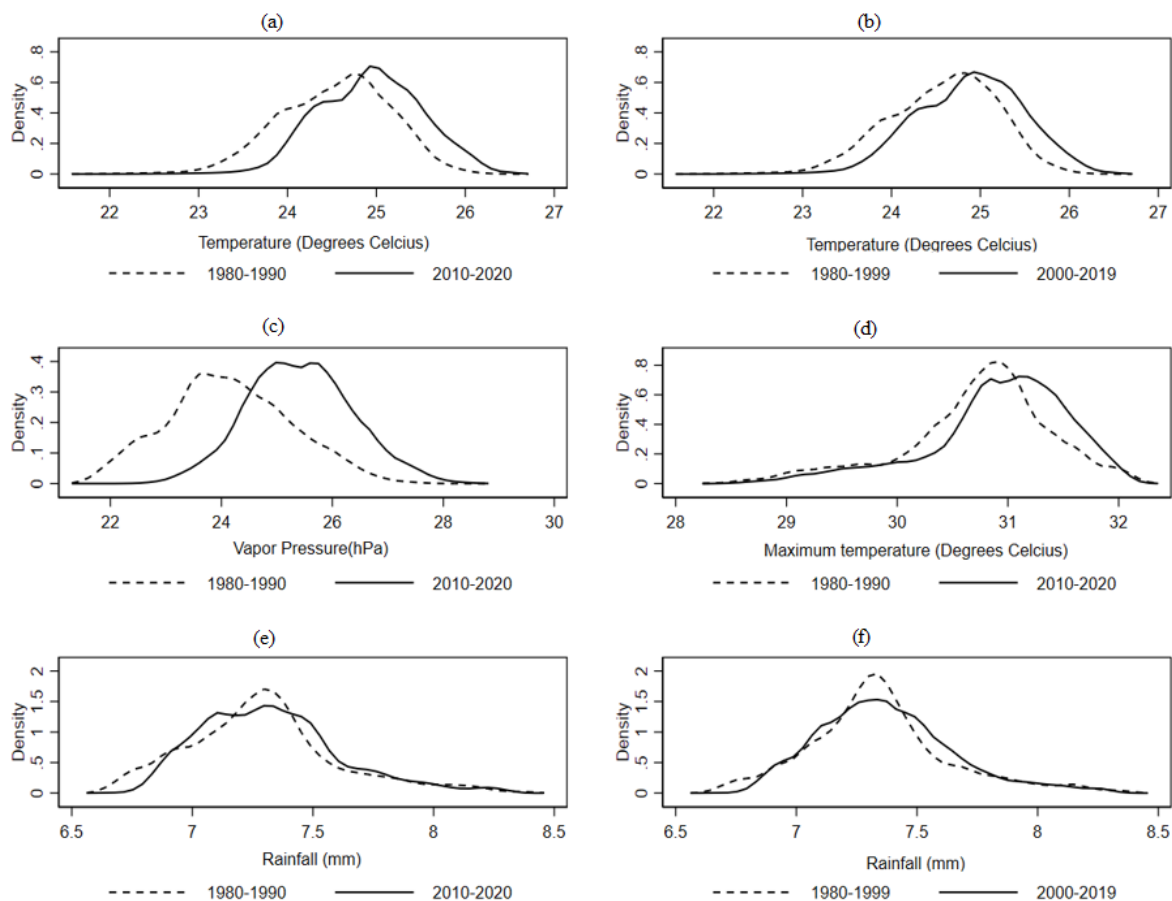 (a)
(b)
Density
0 .2 .4 .6 .8
22 23 24 25 26 27
Temperature (Degrees Celcius)
1980-1990 2010-2020
Density
0 .2 .4 .6 .8
22 23 24 25 26 27
Temperature (Degrees Celcius)
1980-1999 2000-2019
(c)
(d)
Density
0 .1 .2 .3 .4
22 24 26 28 30
Vapor Pressure(hPa)
1980-1990 2010-2020
Density
0 .2 .4 .6 .8
28 29 30 31 32
Maximum temperature (Degrees Celcius)
1980-1990 2010-2020
(e)
(f)
Density
0 .5 1 1.5 2
6.5 7 7.5 8 8.5
Rainfall (mm)
1980-1990 2010-2020
Density
0 .5 1 1.5 2
6.5 7 7.5 8 8.5
Rainfall (mm)
1980-1999 2000-2019